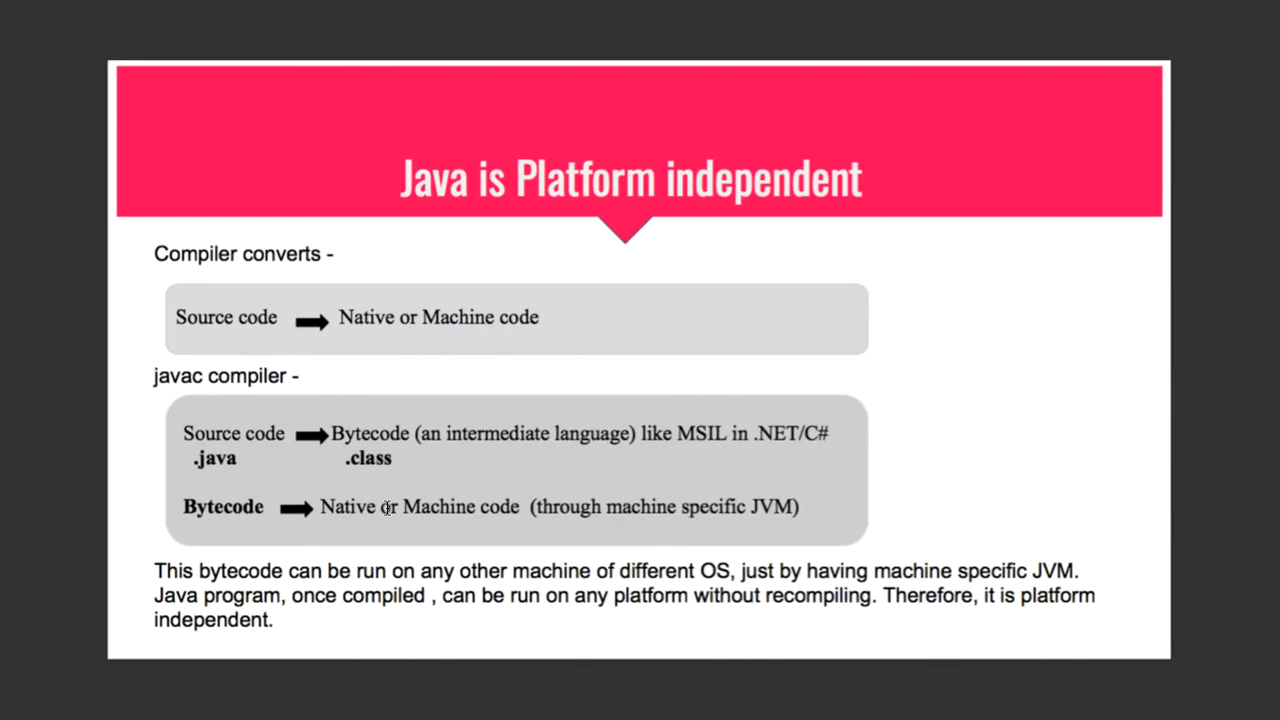 Java is Platform independent
Compiler converts -
Source code Native or Machine code
javac compiler -
Source code Bytecode (an intermediate language) like MSIL in .NET/C#
.java .class
Bytecode Native or Machine code (through machine specific JVM)
This bytecode can be run on any other machine of different OS, just by having machine specific JVM.
Java program, once compiled , can be run on any platform without recompiling. Therefore, it is platform
independent.